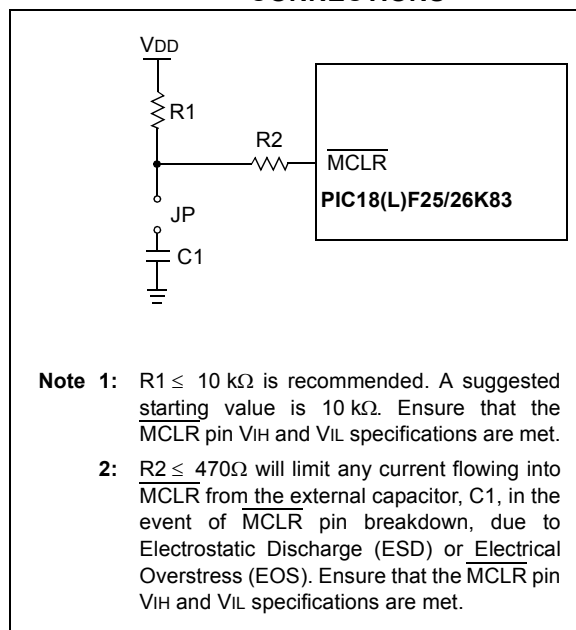 VDD
R1
R2
MCLR
PIC18(L)F25/26K83
JP
C1
Note 1: R1 ≤ 10 kΩ is recommended. A suggested
starting value is 10 kΩ. Ensure that the
MCLR pin VIH and VIL specifications are met.
2: R2 ≤ 470Ω will limit any current flowing into
MCLR from the external capacitor, C1, in the
event of MCLR pin breakdown, due to
Electrostatic Discharge (ESD) or Electrical
Overstress (EOS). Ensure that the MCLR pin
VIH and VIL specifications are met.